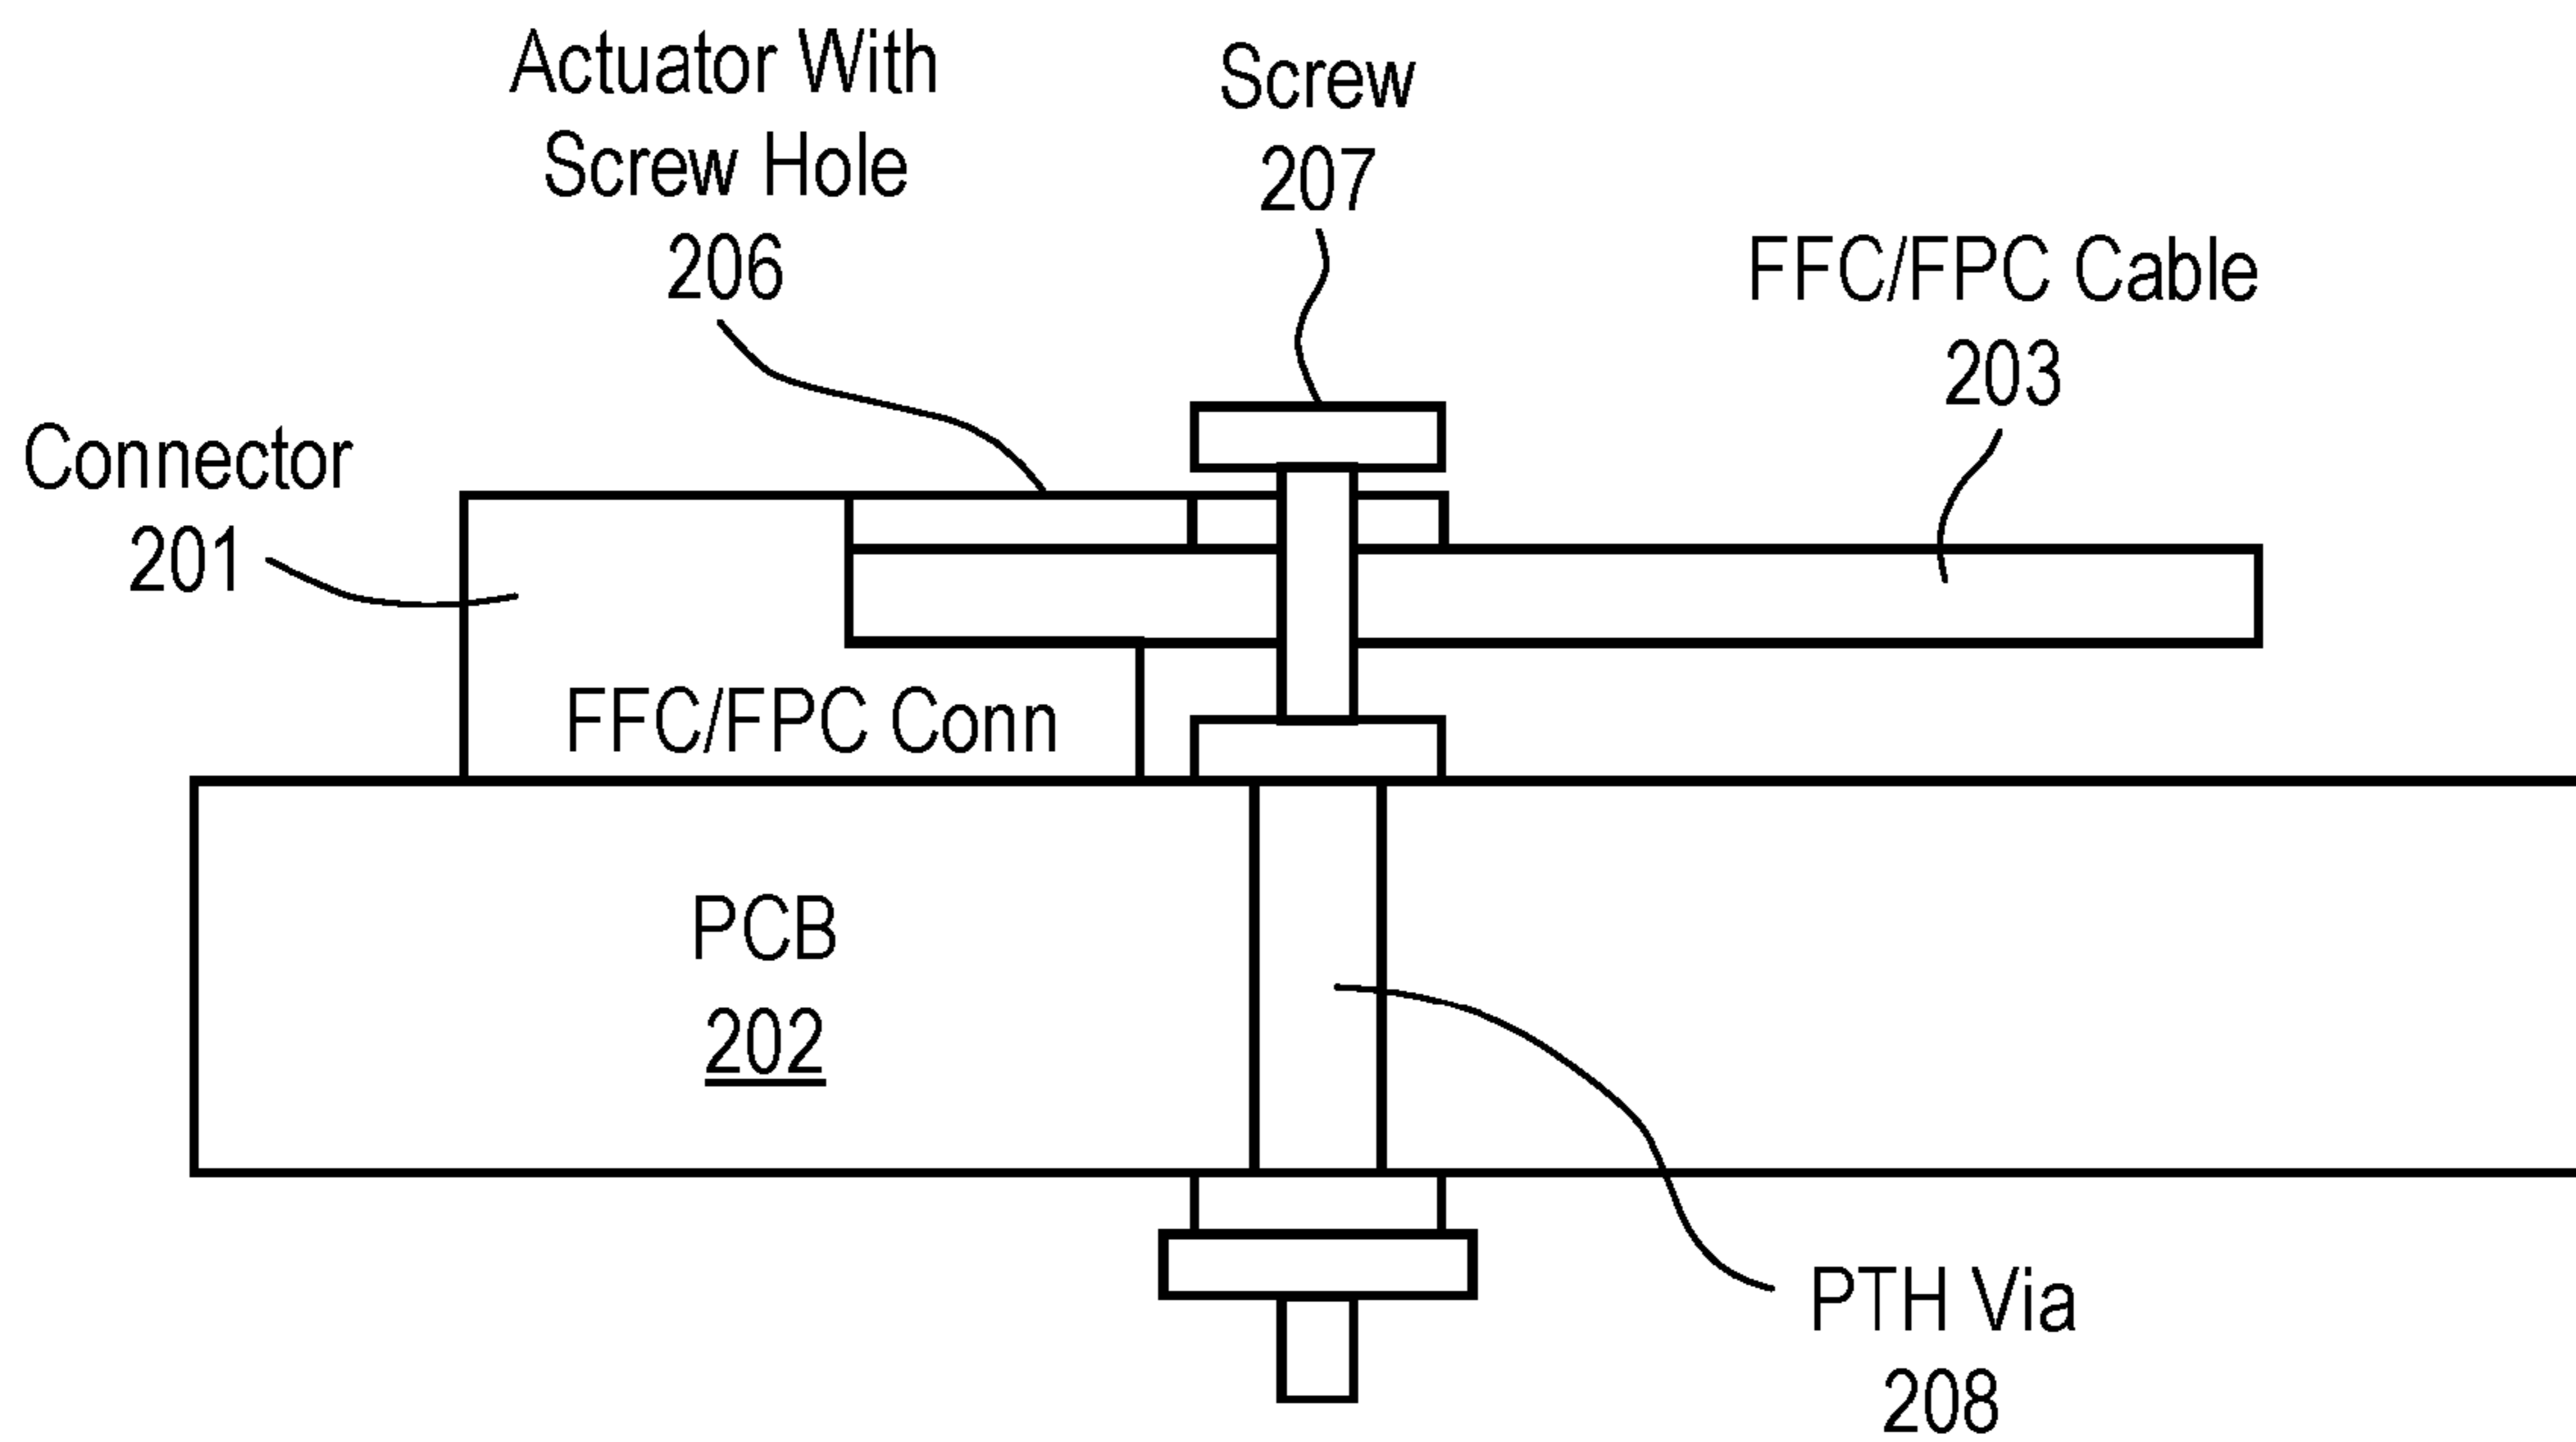 Actuator With
Screw Hole
206
Screw
207
FFC/FPC Cable
203
Connector
201
FFC/FPC Conn
PCB
202
PTH Via
208